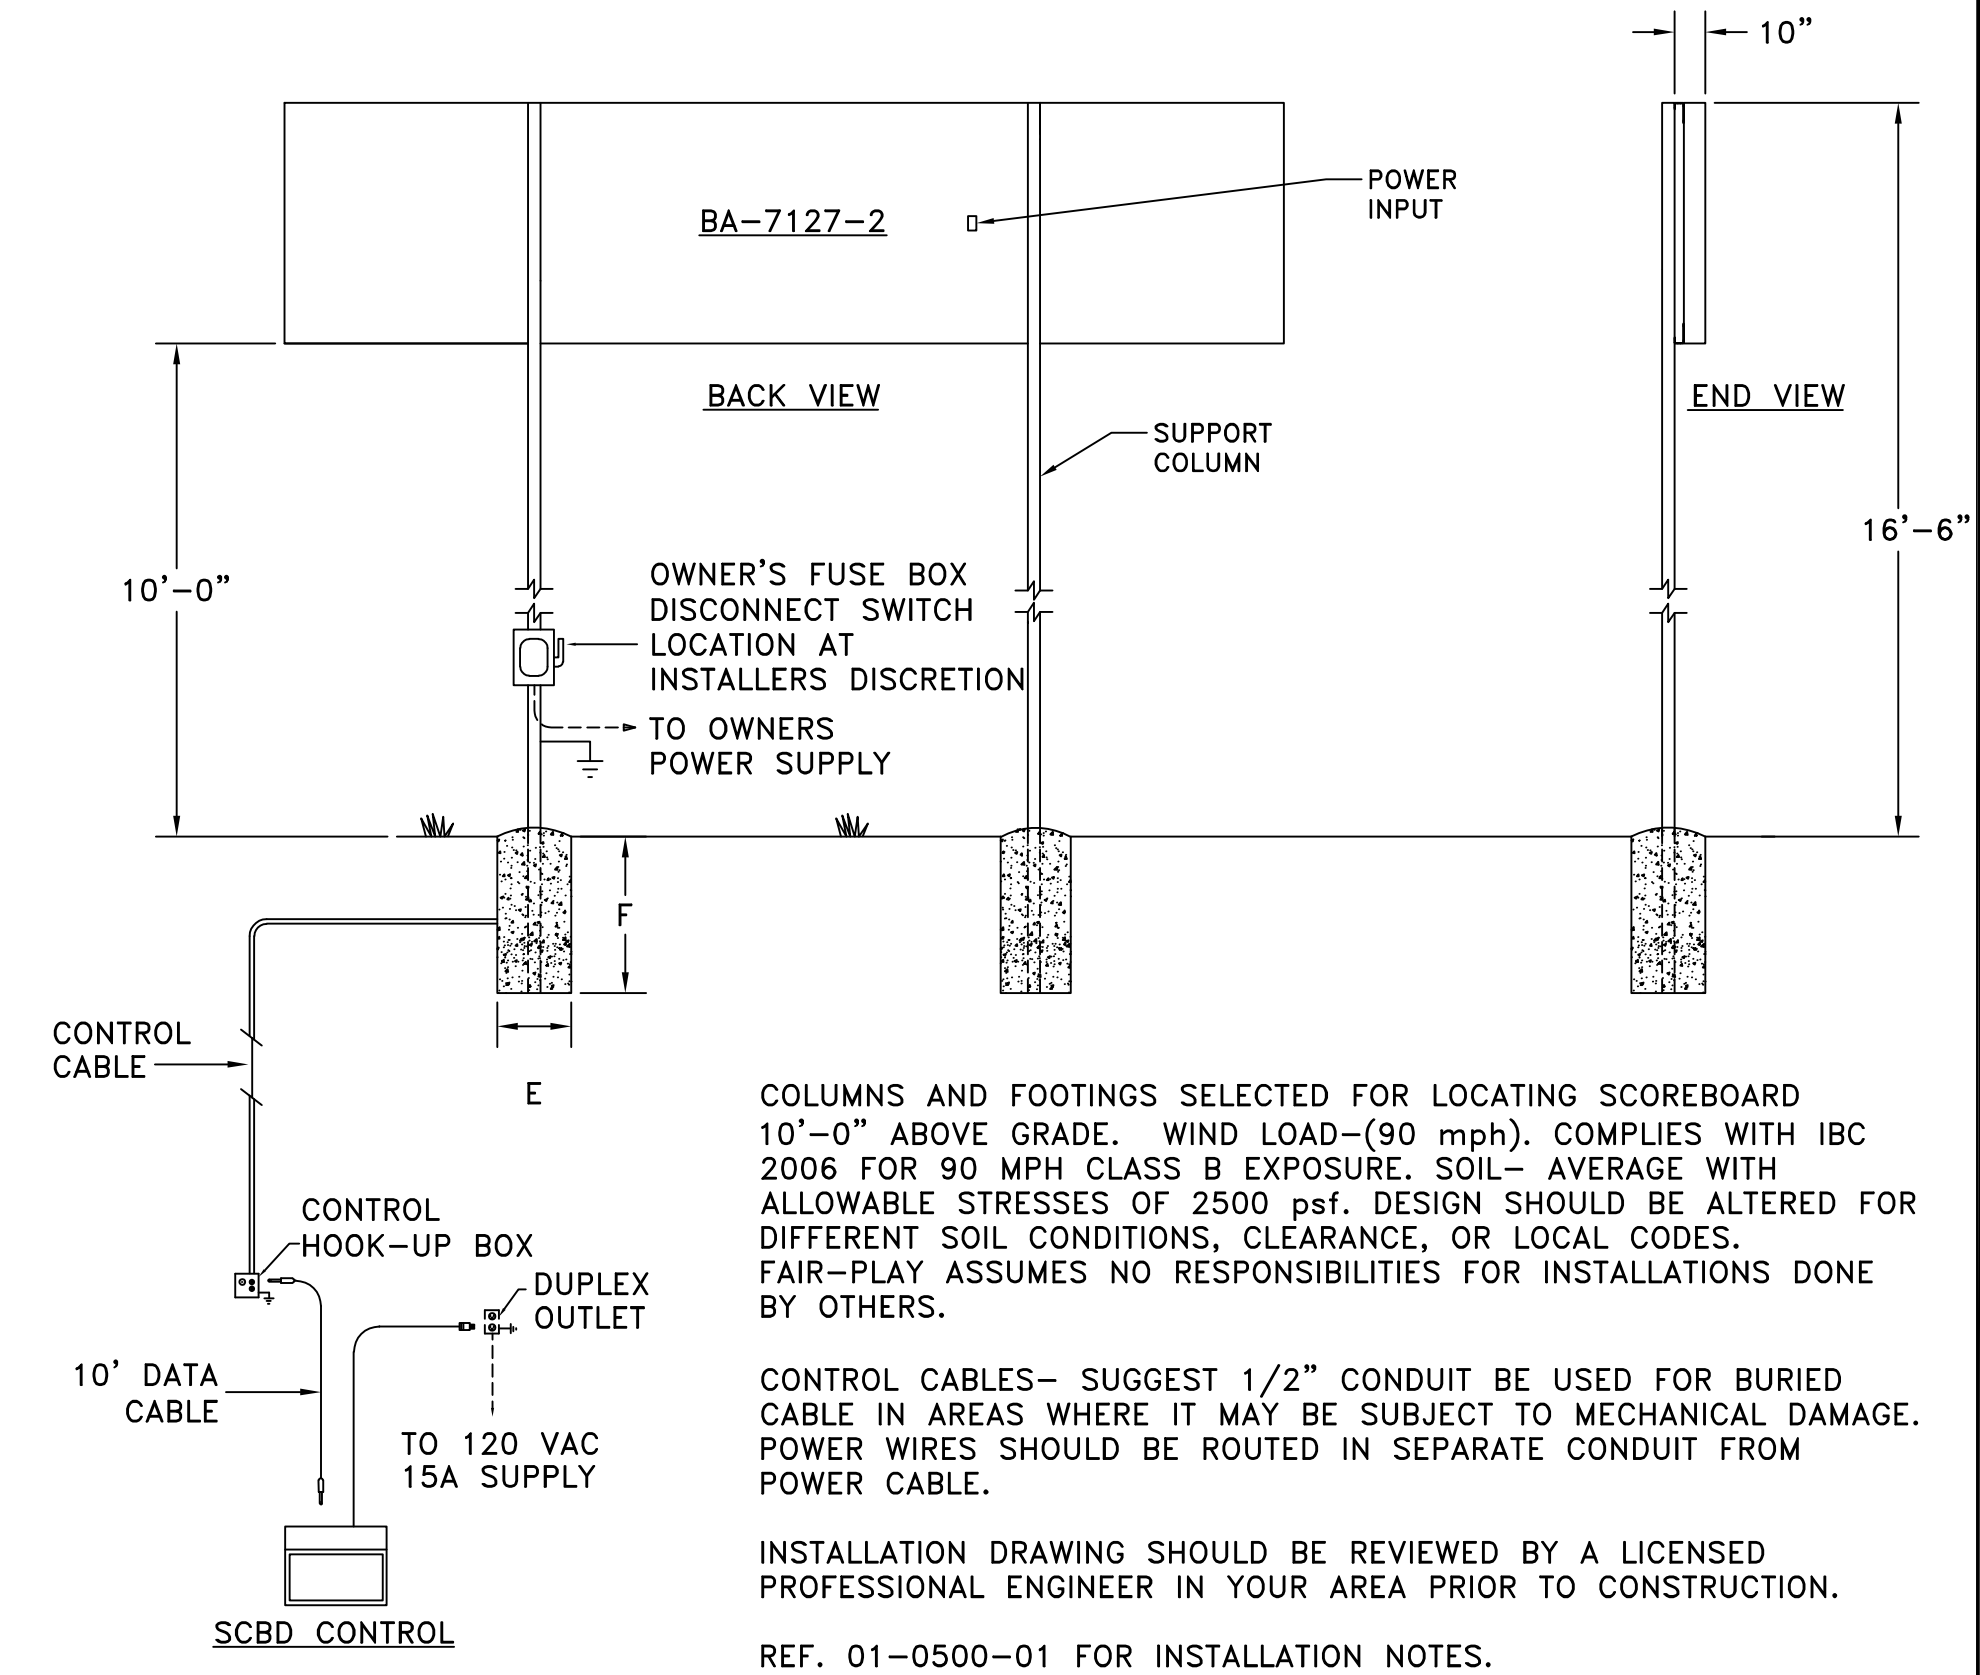 10”
POWER
INPUT
BA–7127–2
BACK VIEW
END VIEW
SUPPORT
COLUMN
16’–6”
10’–0”
OWNER’S FUSE BOX
DISCONNECT SWITCH
LOCATION AT
INSTALLERS DISCRETION
TO OWNERS
POWER SUPPLY
F
E
CONTROL
CABLE
CONTROL
HOOK–UP BOX
DUPLEX
OUTLET
10’ DATA
CABLE
TO 120 VAC
15A SUPPLY
SCBD CONTROL
COLUMNS AND FOOTINGS SELECTED FOR LOCATING SCOREBOARD
10’–0” ABOVE GRADE. WIND LOAD–(90 mph). COMPLIES WITH IBC
2006 FOR 90 MPH CLASS B EXPOSURE. SOIL– AVERAGE WITH
ALLOWABLE STRESSES OF 2500 psf. DESIGN SHOULD BE ALTERED FOR
DIFFERENT SOIL CONDITIONS, CLEARANCE, OR LOCAL CODES.
FAIR–PLAY ASSUMES NO RESPONSIBILITIES FOR INSTALLATIONS DONE
BY OTHERS.
CONTROL CABLES– SUGGEST 1/2” CONDUIT BE USED FOR BURIED
CABLE IN AREAS WHERE IT MAY BE SUBJECT TO MECHANICAL DAMAGE.
POWER WIRES SHOULD BE ROUTED IN SEPARATE CONDUIT FROM
POWER CABLE.
INSTALLATION DRAWING SHOULD BE REVIEWED BY A LICENSED
PROFESSIONAL ENGINEER IN YOUR AREA PRIOR TO CONSTRUCTION.
REF. 01–0500–01 FOR INSTALLATION NOTES.